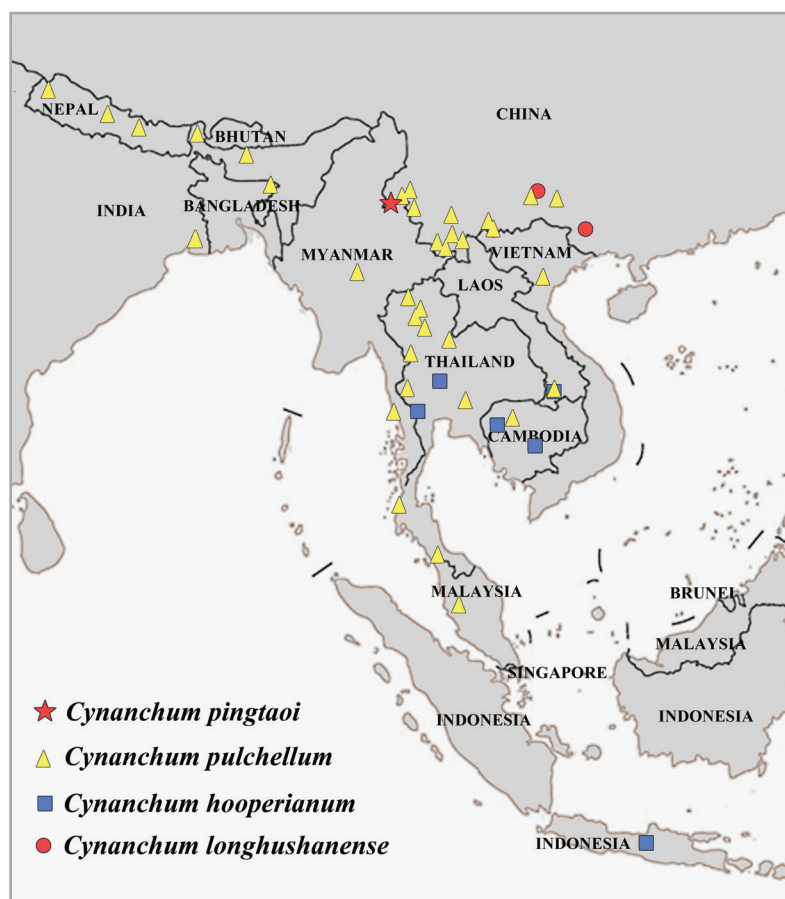 NEPAL
CHINA
BHUTAN
INDIA
BANGLADESH
MYANMAR
VIETNAM
LAOS
THAILAND
CAMBODIA
MALAYSIA
BRUNEI
MALAYSIA
SINGAPORE
INDONESIA
INDONESIA
Cynanchum pingtaoi
Cynanchum pulchellum
Cynanchum hooperianum
Cynanchum longhushanense
INDONESIA